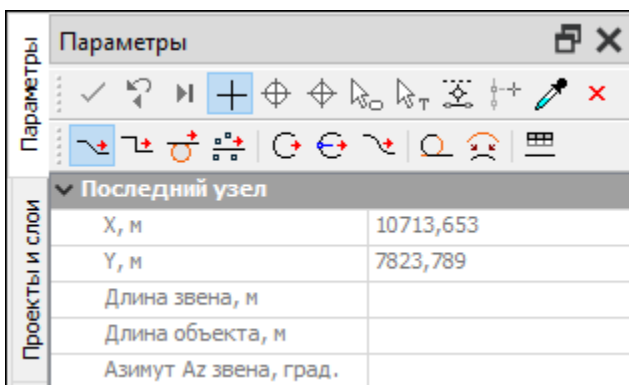 Параметры
Параметры
Проекты и слои
Последний узел
X, м 10713,653
Y, м 7823,789
Длина звена, м
Длина объекта, м
Азимут Az звена, град.